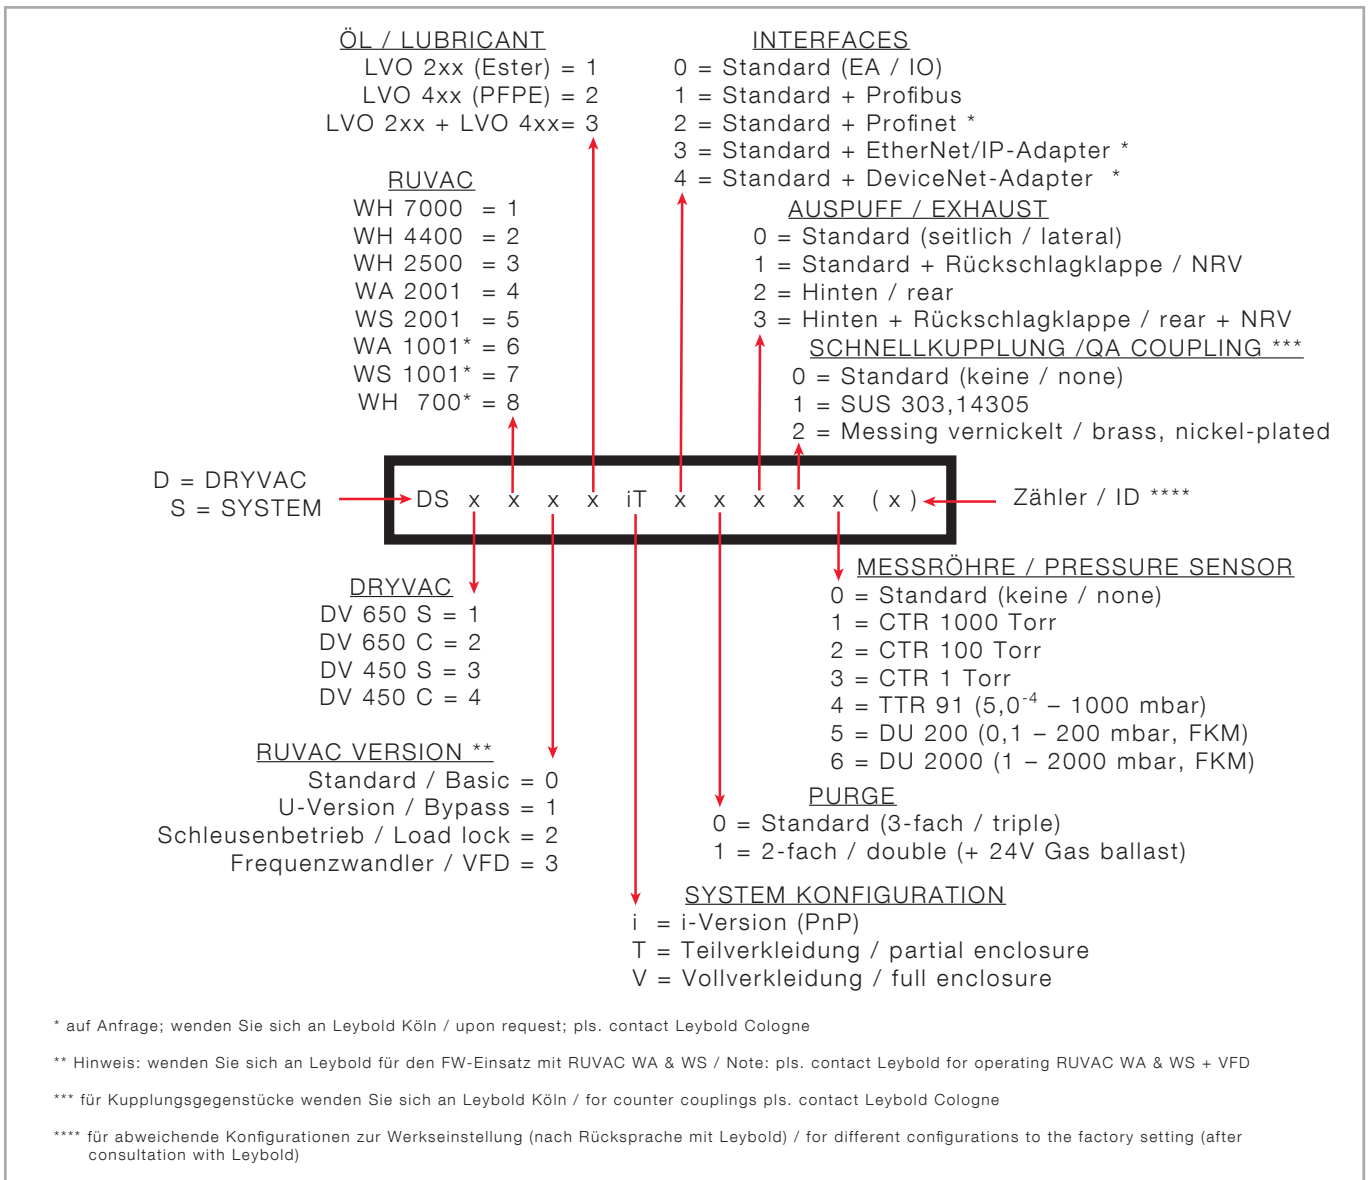 ÖL / LUBRICANT
LVO 2xx (Ester) = 1
LVO 4xx (PFPE) = 2
LVO 2xx + LVO 4xx= 3
INTERFACES
0 = Standard (EA / IO)
1 = Standard + Profibus
2 = Standard + Profinet *
3 = Standard + EtherNet/IP-Adapter *
4 = Standard + DeviceNet-Adapter *
RUVAC
WH 7000 = 1
WH 4400 = 2
WH 2500 = 3
WA 2001 = 4
WS 2001 = 5
WA 1001* = 6
WS 1001* = 7
WH 700* = 8
AUSPUFF / EXHAUST
0 = Standard (seitlich / lateral)
1 = Standard + Rückschlagklappe / NRV
2 = Hinten / rear
3 = Hinten + Rückschlagklappe / rear + NRV
SCHNELLKUPPLUNG /QA COUPLING ***
0 = Standard (keine / none)
1 = SUS 303,14305
2 = Messing vernickelt / brass, nickel-plated
D = DRYVAC
S = SYSTEM
DS x x x x iT x x x x x ( x )
Zähler / ID ****
DRYVAC
DV 650 S = 1
DV 650 C = 2
DV 450 S = 3
DV 450 C = 4
MESSRÖHRE / PRESSURE SENSOR
0 = Standard (keine / none)
1 = CTR 1000 Torr
2 = CTR 100 Torr
3 = CTR 1 Torr
4 = TTR 91 (5,0⁻⁴ – 1000 mbar)
5 = DU 200 (0,1 – 200 mbar, FKM)
6 = DU 2000 (1 – 2000 mbar, FKM)
RUVAC VERSION **
Standard / Basic = 0
U-Version / Bypass = 1
Schleusenbetrieb / Load lock = 2
Frequenzwandler / VFD = 3
PURGE
0 = Standard (3-fach / triple)
1 = 2-fach / double (+ 24V Gas ballast)
SYSTEM KONFIGURATION
i = i-Version (PnP)
T = Teilverkleidung / partial enclosure
V = Vollverkleidung / full enclosure
* auf Anfrage; wenden Sie sich an Leybold Köln / upon request; pls. contact Leybold Cologne
** Hinweis: wenden Sie sich an Leybold für den FW-Einsatz mit RUVAC WA & WS / Note: pls. contact Leybold for operating RUVAC WA & WS + VFD
*** für Kupplungsgegenstücke wenden Sie sich an Leybold Köln / for counter couplings pls. contact Leybold Cologne
**** für abweichende Konfigurationen zur Werkseinstellung (nach Rücksprache mit Leybold) / for different configurations to the factory setting (after
consultation with Leybold)